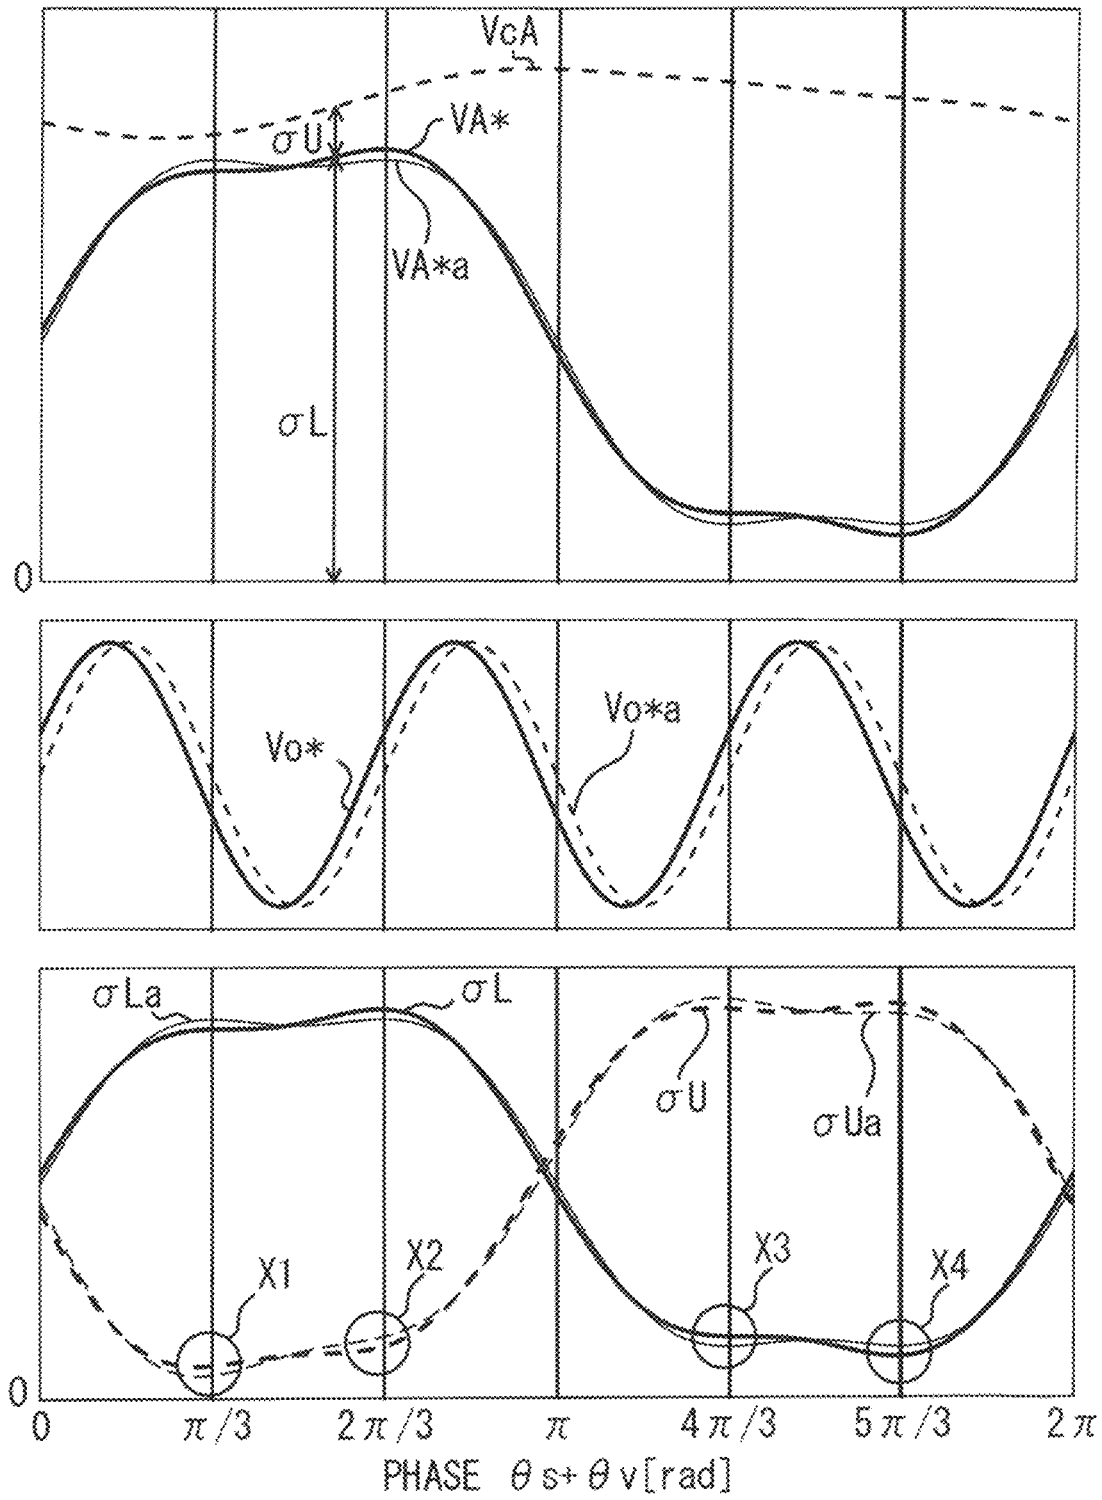 VcA
σU
VA*
VA*a
σL
0
Vo*
Vo*a
σLa
σL
σU
σUa
X1
X2
X3
X4
0
0 π/3 2π/3 π 4π/3 5π/3 2π
PHASE θs+θv[rad]